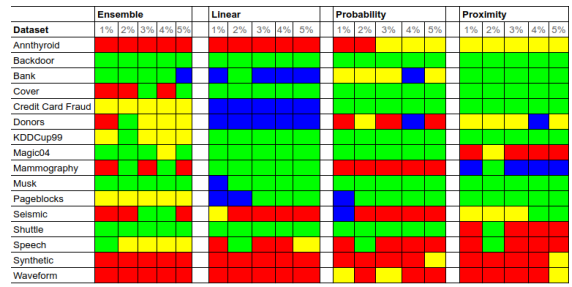 Ensemble Linear Probability Proximity
Dataset 1% 2% 3% 4% 5% 1% 2% 3% 4% 5% 1% 2% 3% 4% 5% 1% 2% 3% 4% 5%
Annthyroid
Backdoor
Bank
Cover
Credit Card Fraud
Donors
KDDCup99
Magic04
Mammography
Musk
Pageblocks
Seismic
Shuttle
Speech
Synthetic
Waveform